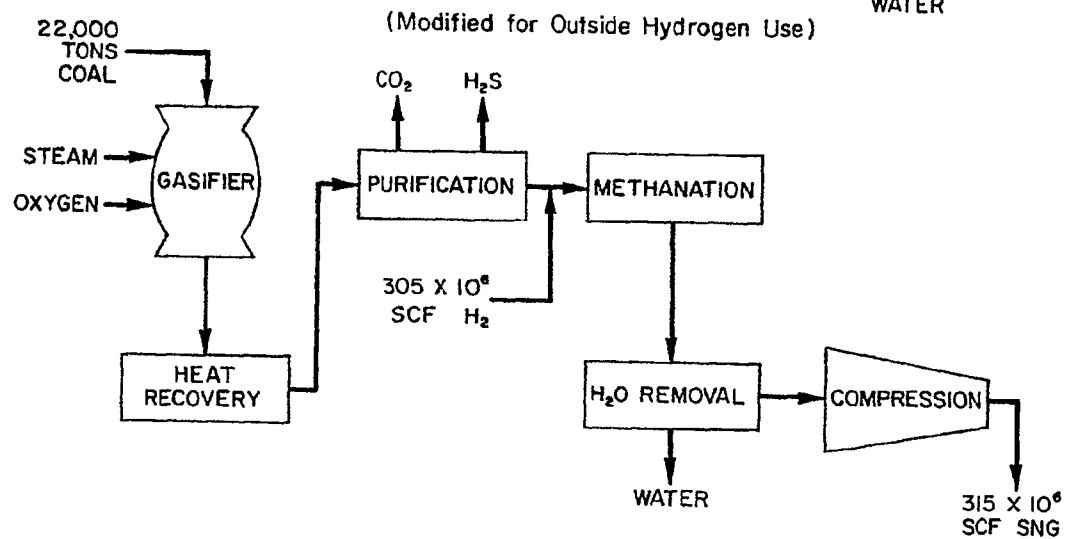 WATER
(Modified for Outside Hydrogen Use)
22,000
TONS
COAL
CO₂
H₂S
STEAM
GASIFIER
OXYGEN
PURIFICATION
METHANATION
305 X 10⁶
SCF H₂
HEAT
RECOVERY
H₂O REMOVAL
COMPRESSION
WATER
315 X 10⁶
SCF SNG